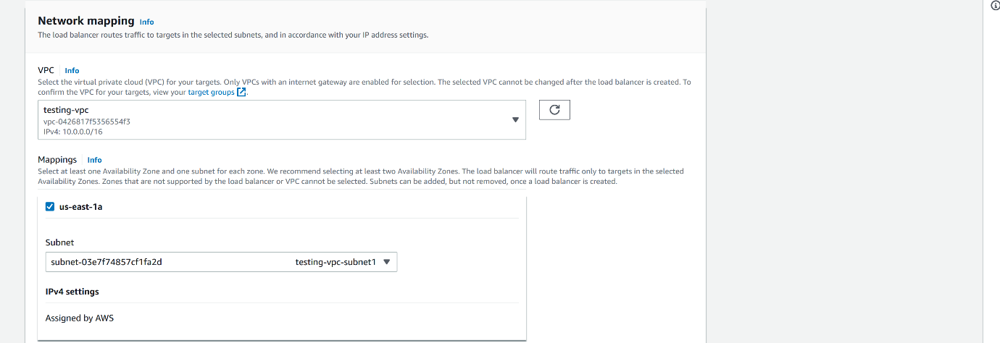 Network mapping Info
The load balancer routes traffic to targets in the selected subnets, and in accordance with your IP address settings.
VPC Info
Select the virtual private cloud (VPC) for your targets. Only VPCs with an internet gateway are enabled for selection. The selected VPC cannot be changed after the load balancer is created. To
confirm the VPC for your targets, view your target groups.
testing-vpc
vpc-0426817f5356554f3
IPv4: 10.0.0.0/16
Mappings Info
Select at least one Availability Zone and one subnet for each zone. We recommend selecting at least two Availability Zones. The load balancer will route traffic only to targets in the selected
Availability Zones. Zones that are not supported by the load balancer or VPC cannot be selected. Subnets can be added, but not removed, once a load balancer is created.
us-east-1a
Subnet
subnet-03e7f74857cf1fa2d testing-vpc-subnet1
IPv4 settings
Assigned by AWS